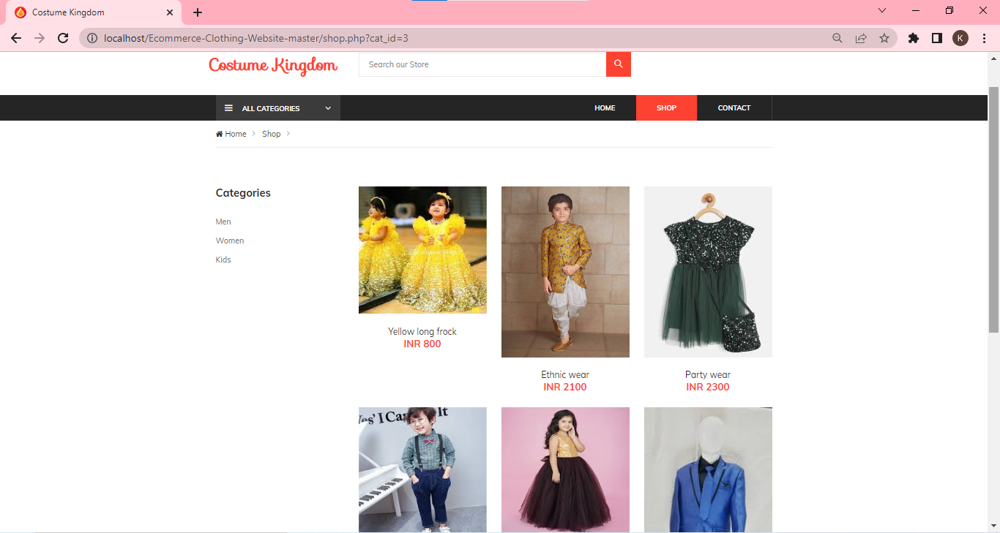 Costume Kingdom
localhost/Ecommerce-Clothing-Website-master/shop.php?cat_id=3
K
Costume Kingdom
Search our Store
ALL CATEGORIES
HOME
SHOP
CONTACT
Home
Shop
Categories
Men
Women
Kids
Yellow long frock
INR 800
Ethnic wear
INR 2100
Party wear
INR 2300